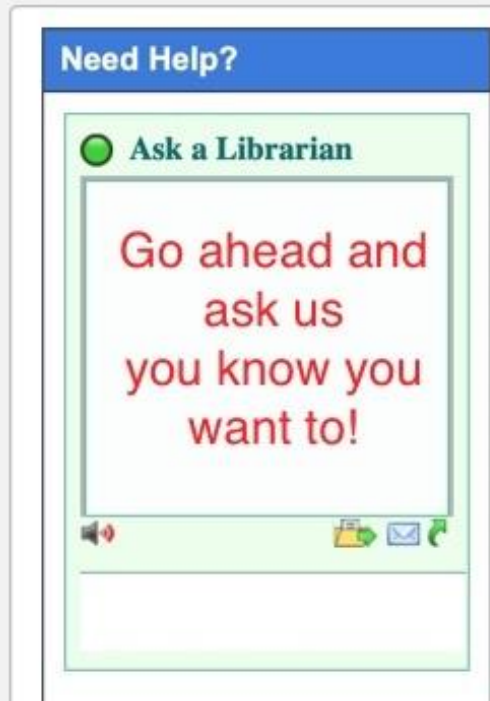 Need Help?
Ask a Librarian
Go ahead and
ask us
you know you
want to!